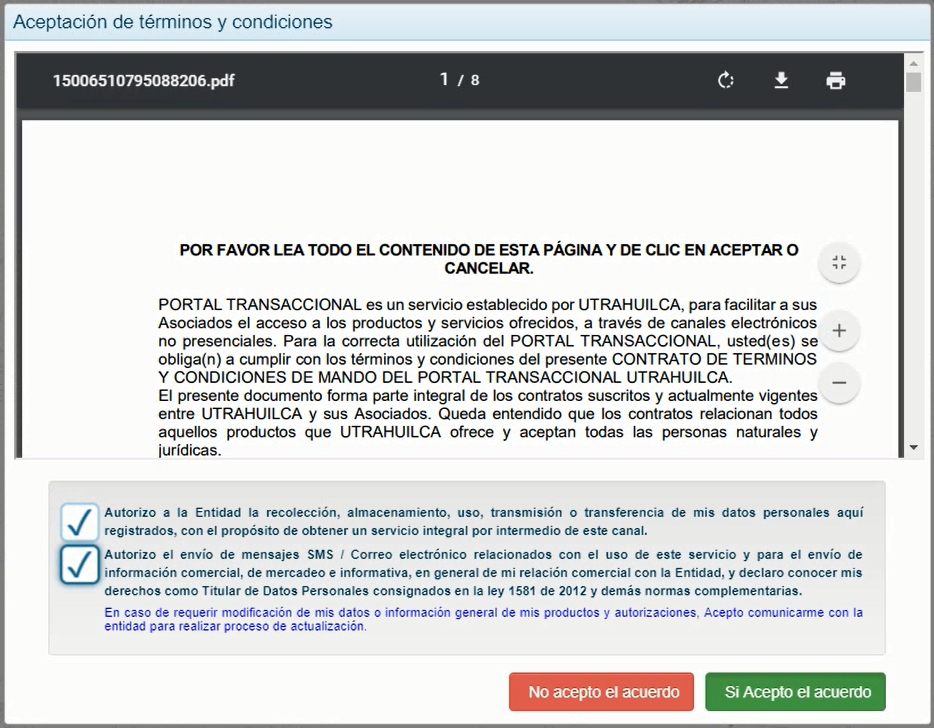 Aceptación de términos y condiciones
15006510795088206.pdf
1 / 8
POR FAVOR LEA TODO EL CONTENIDO DE ESTA PÁGINA Y DE CLIC EN ACEPTAR O
CANCELAR.
PORTAL TRANSACCIONAL es un servicio establecido por UTRAHUILCA, para facilitar a sus
Asociados el acceso a los productos y servicios ofrecidos, a través de canales electrónicos
no presenciales. Para la correcta utilización del PORTAL TRANSACCIONAL, usted(es) se
obliga(n) a cumplir con los términos y condiciones del presente CONTRATO DE TERMINOS
Y CONDICIONES DE MANDO DEL PORTAL TRANSACCIONAL UTRAHUILCA.
El presente documento forma parte integral de los contratos suscritos y actualmente vigentes
entre UTRAHUILCA y sus Asociados. Queda entendido que los contratos relacionan todos
aquellos productos que UTRAHUILCA ofrece y aceptan todas las personas naturales y
jurídicas.
Autorizo a la Entidad la recolección, almacenamiento, uso, transmisión o transferencia de mis datos personales aquí
registrados, con el propósito de obtener un servicio integral por intermedio de este canal.
Autorizo el envío de mensajes SMS / Correo electrónico relacionados con el uso de este servicio y para el envío de
información comercial, de mercadeo e informativa, en general de mi relación comercial con la Entidad, y declaro conocer mis
derechos como Titular de Datos Personales consignados en la ley 1581 de 2012 y demás normas complementarias.
En caso de requerir modificación de mis datos o información general de mis productos y autorizaciones, Acepto comunicarme con la
entidad para realizar proceso de actualización.
No acepto el acuerdo
Si Acepto el acuerdo